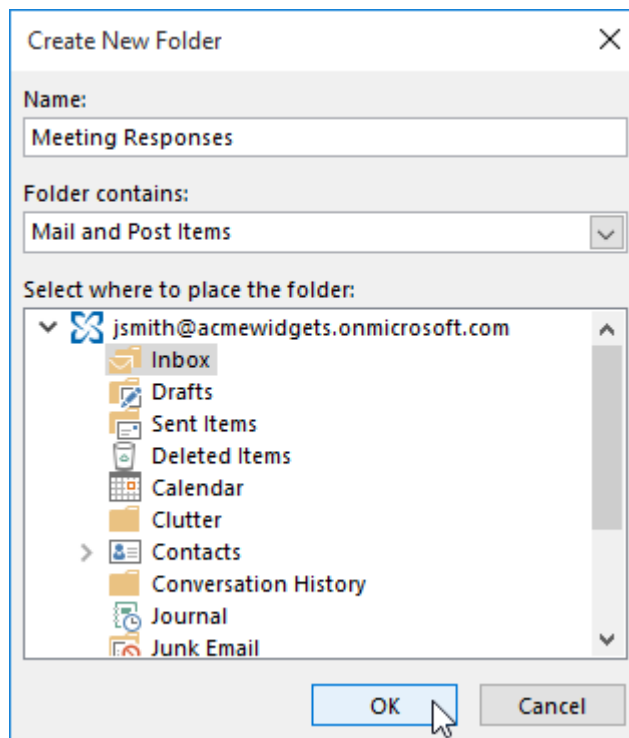 Create New Folder
Name:
Meeting Responses
Folder contains:
Mail and Post Items
Select where to place the folder:
jsmith@acmewidgets.onmicrosoft.com
Inbox
Drafts
Sent Items
Deleted Items
Calendar
Clutter
Contacts
Conversation History
Journal
Junk Email
OK Cancel